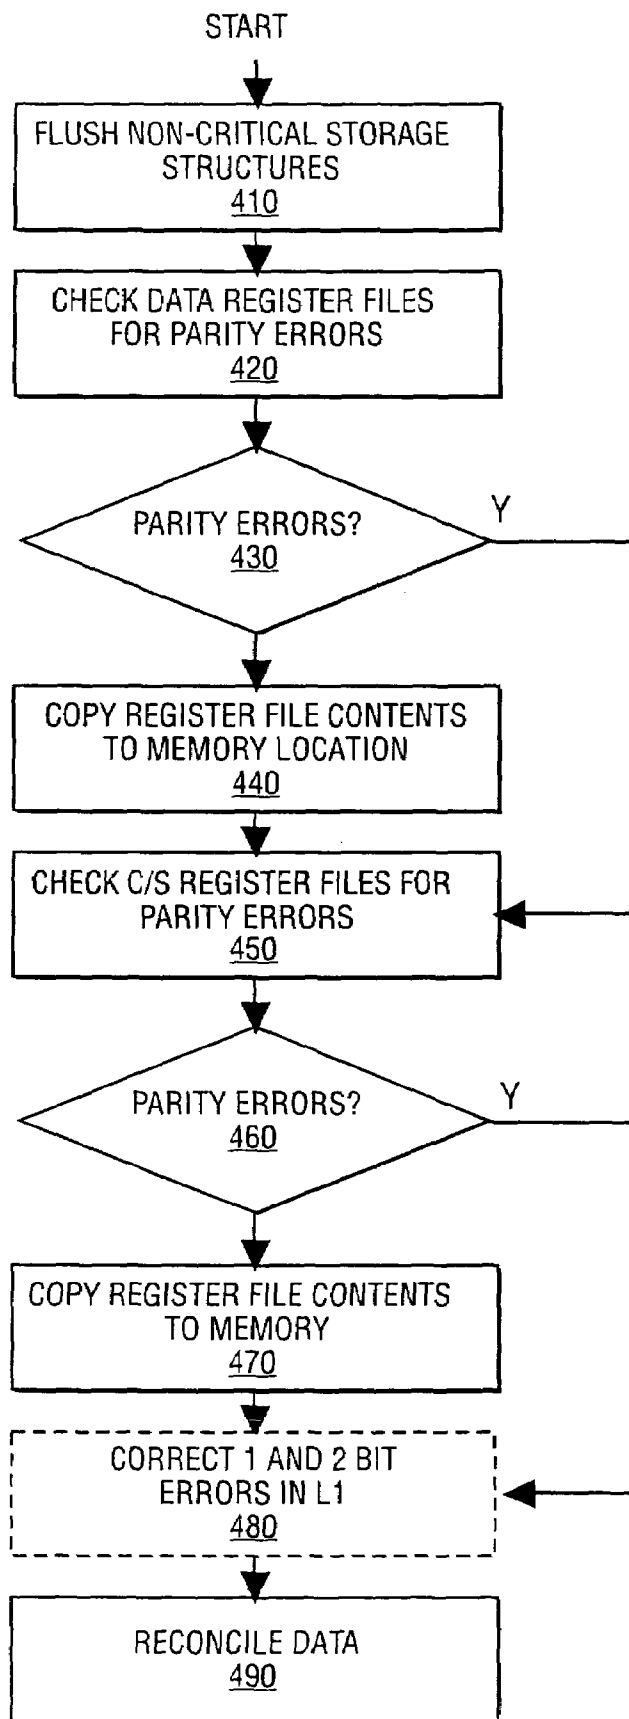 START
FLUSH NON-CRITICAL STORAGE
STRUCTURES
410
CHECK DATA REGISTER FILES
FOR PARITY ERRORS
420
PARITY ERRORS?
430
Y
COPY REGISTER FILE CONTENTS
TO MEMORY LOCATION
440
CHECK C/S REGISTER FILES FOR
PARITY ERRORS
450
PARITY ERRORS?
460
Y
COPY REGISTER FILE CONTENTS
TO MEMORY
470
CORRECT 1 AND 2 BIT
ERRORS IN L1
480
RECONCILE DATA
490